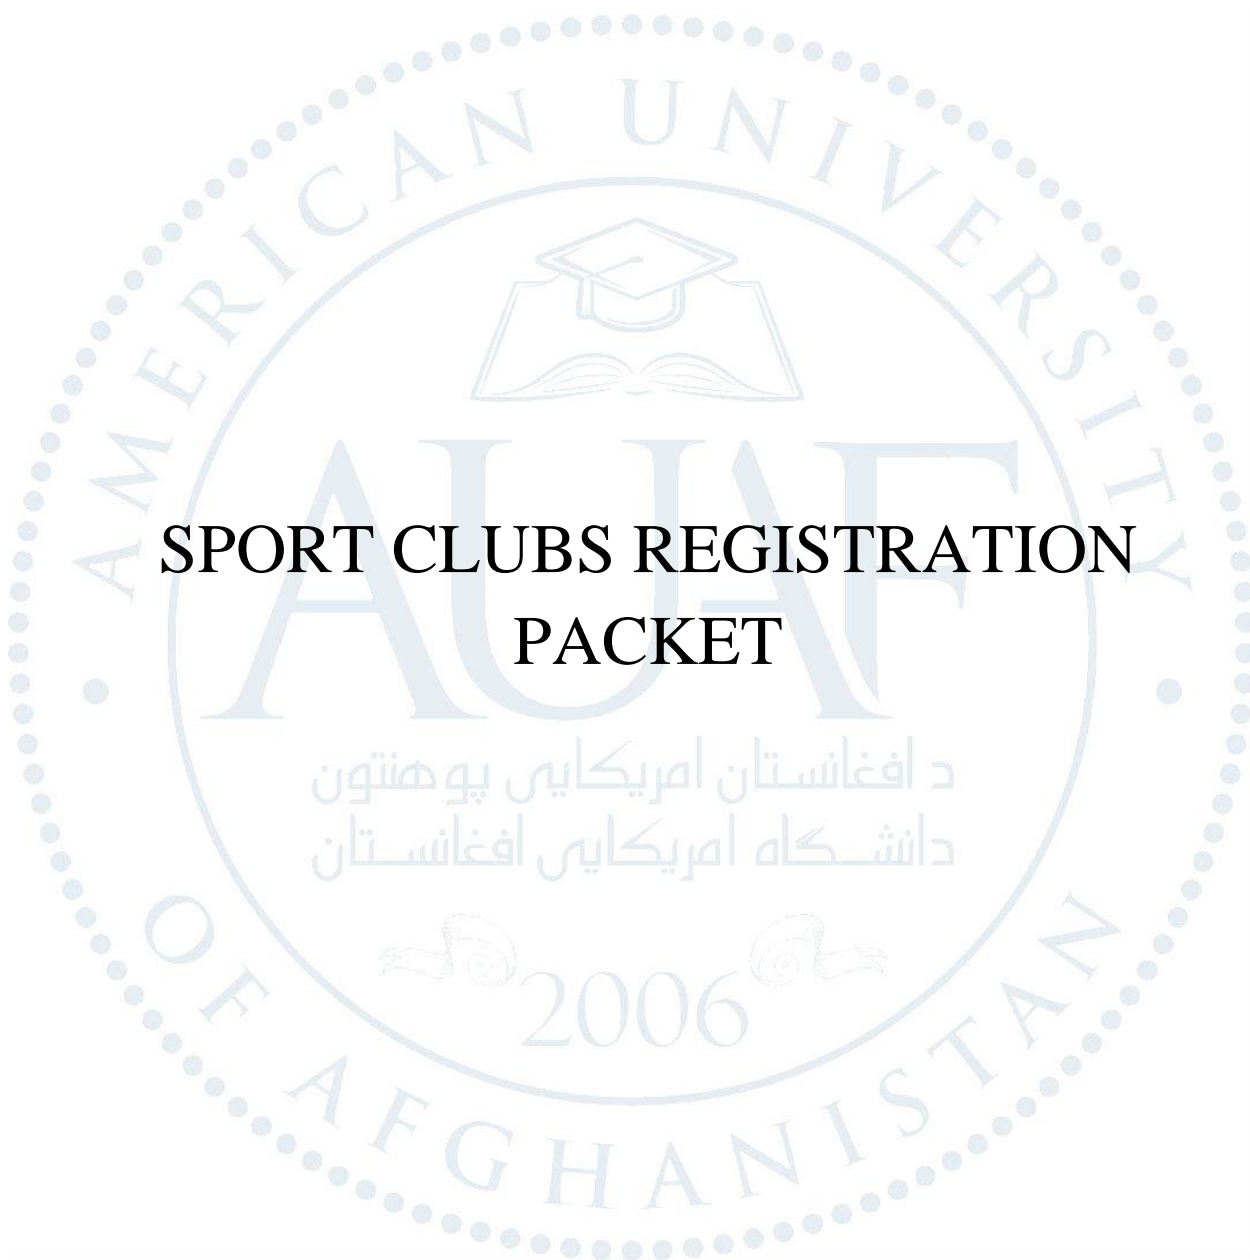 AMERICAN UNIVERSITY
SPORT CLUBS REGISTRATION
PACKET
AUAF
د افغانستان امریکایی پوهنتون
دانشگاه امریکایی افغانستان
2006
OF AFGHANISTAN